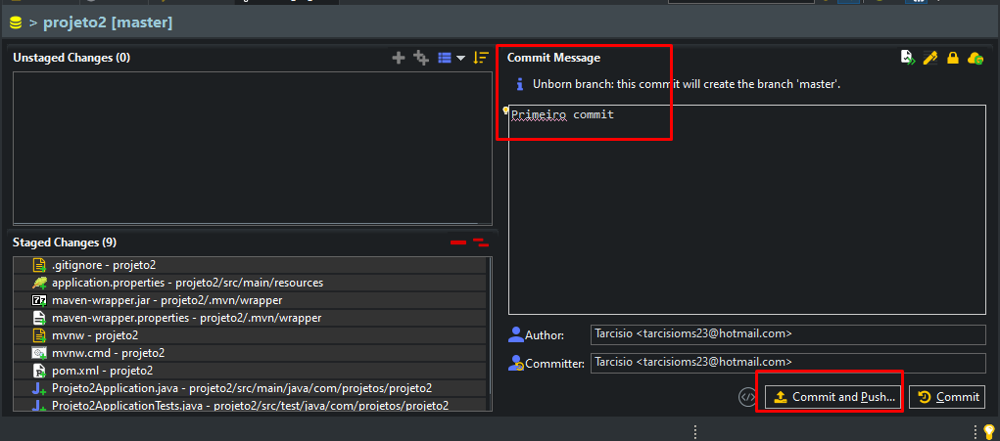 > projeto2 [master]
Unstaged Changes (0)
Commit Message
Unborn branch: this commit will create the branch 'master'.
Primeiro commit
Staged Changes (9)
.gitignore - projeto2
application.properties - projeto2/src/main/resources
maven-wrapper.jar - projeto2/.mvn/wrapper
maven-wrapper.properties - projeto2/.mvn/wrapper
mvnw - projeto2
mvnw.cmd - projeto2
pom.xml - projeto2
Projeto2Application.java - projeto2/src/main/java/com/projetos/projeto2
Projeto2ApplicationTests.java - projeto2/src/test/java/com/projetos/projeto2
Author: Tarcisio <tarcisioms23@hotmail.com>
Committer: Tarcisio <tarcisioms23@hotmail.com>
Commit and Push...
Commit